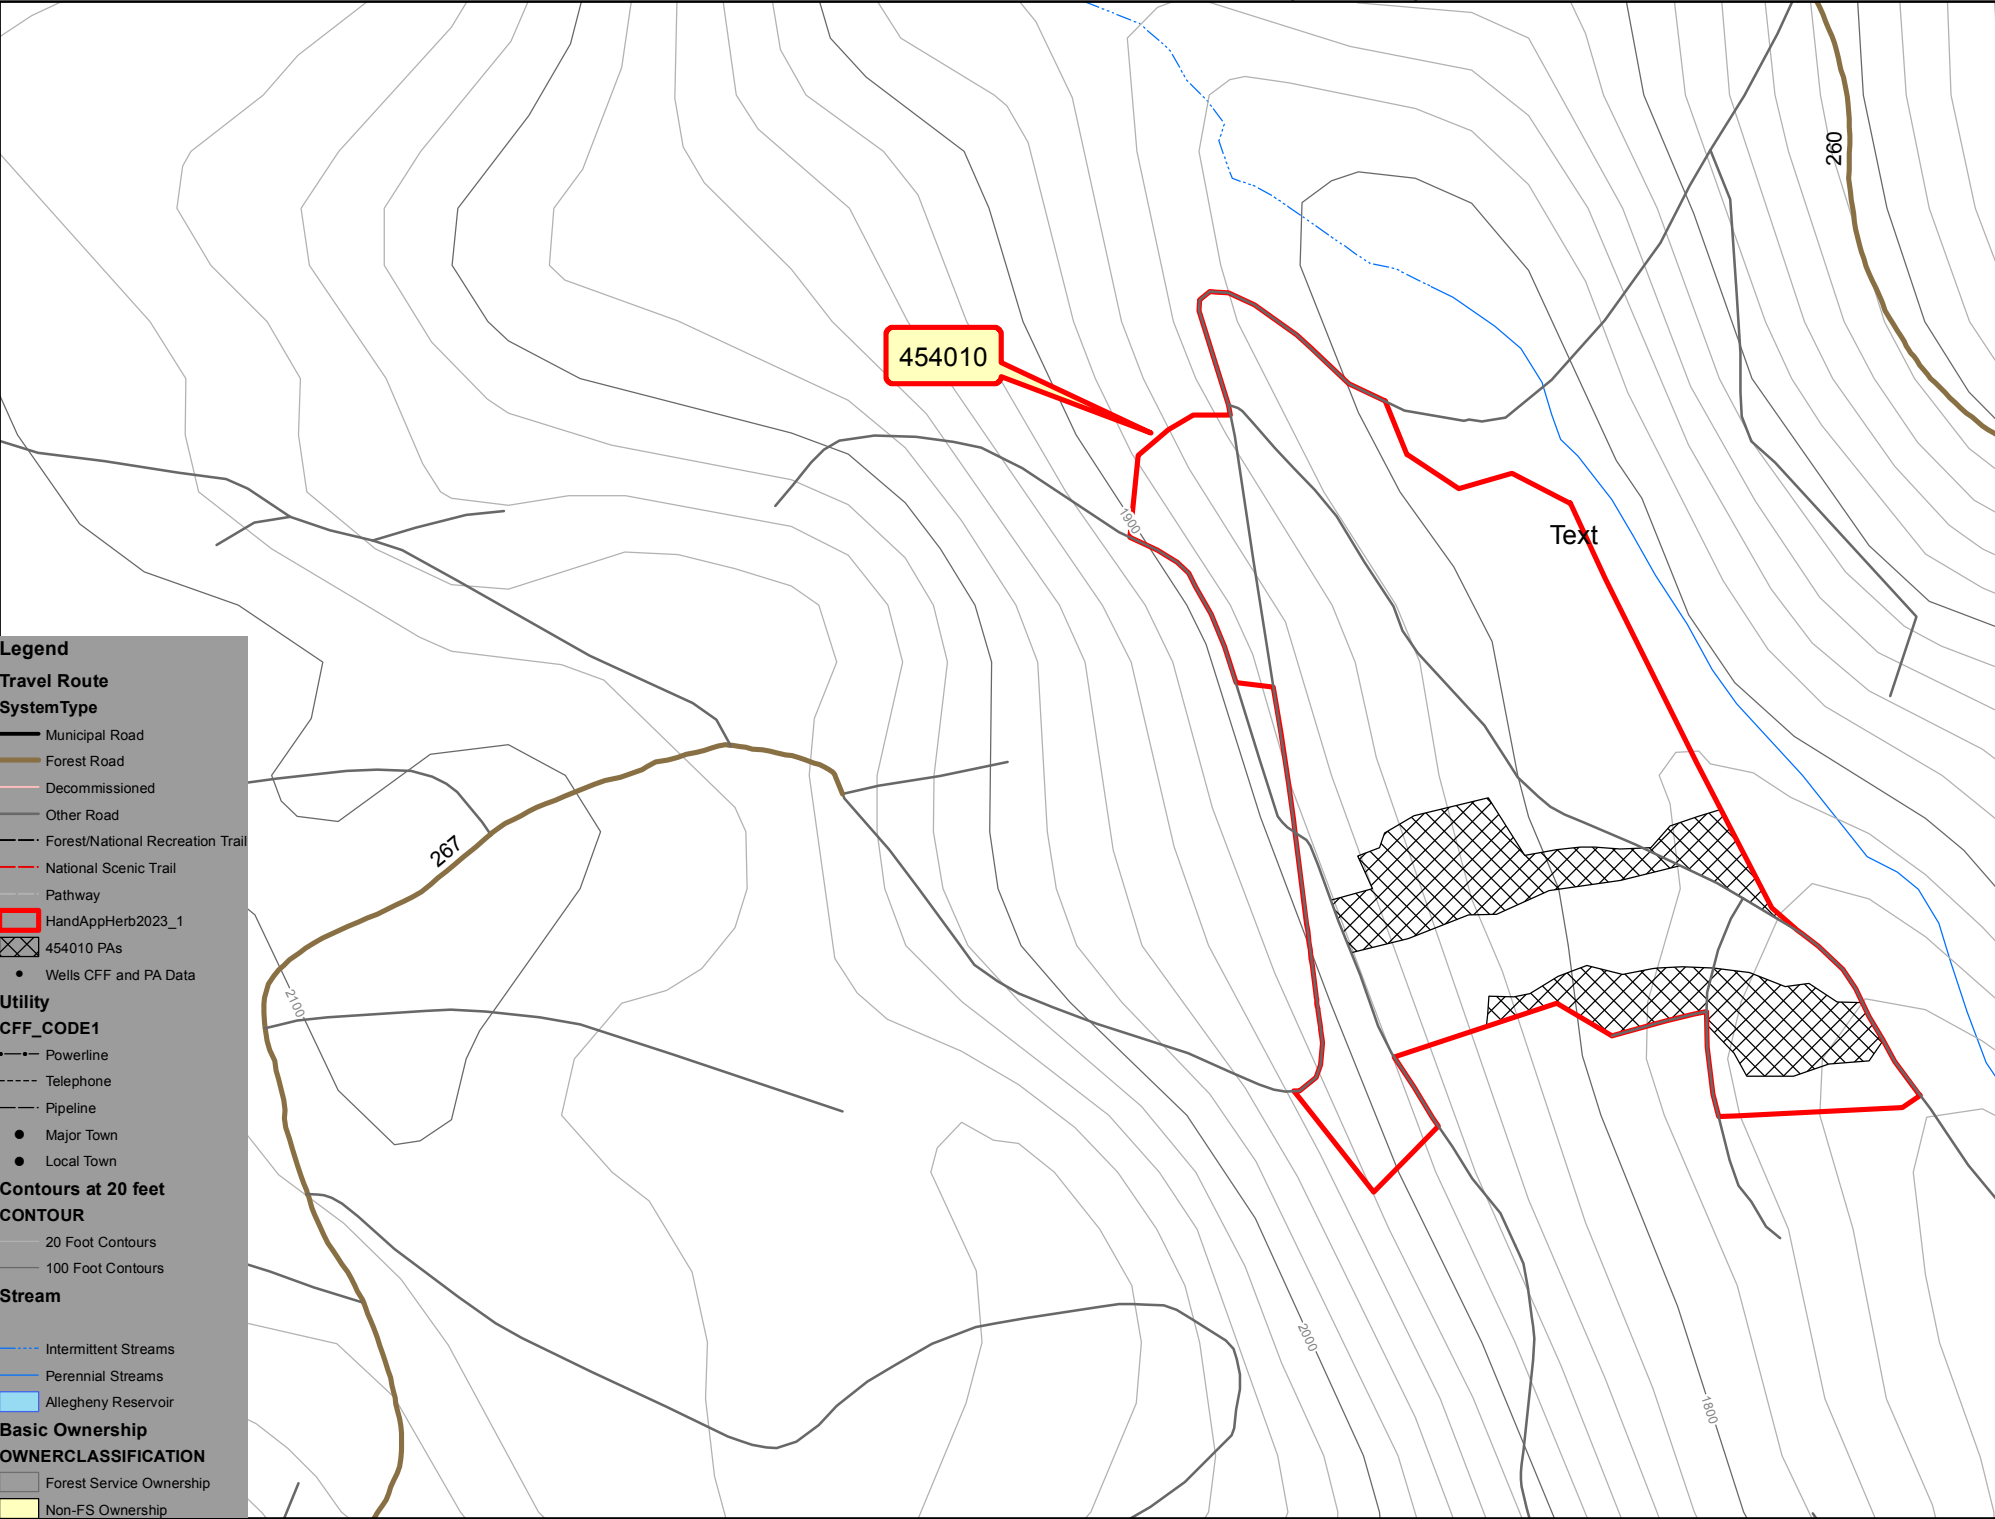 260
454010
1900
Text
Legend
Travel Route
SystemType
Municipal Road
Forest Road
Decommissioned
Other Road
Forest/National Recreation Trail
National Scenic Trail
Pathway
HandAppHerb2023_1
454010 PAs
Wells CFF and PA Data
Utility
CFF_CODE1
Powerline
Telephone
Pipeline
Major Town
Local Town
Contours at 20 feet
CONTOUR
20 Foot Contours
100 Foot Contours
Stream
Intermittent Streams
Perennial Streams
Allegheny Reservoir
Basic Ownership
OWNERCLASSIFICATION
Forest Service Ownership
Non-FS Ownership
267
2100
2000
1800